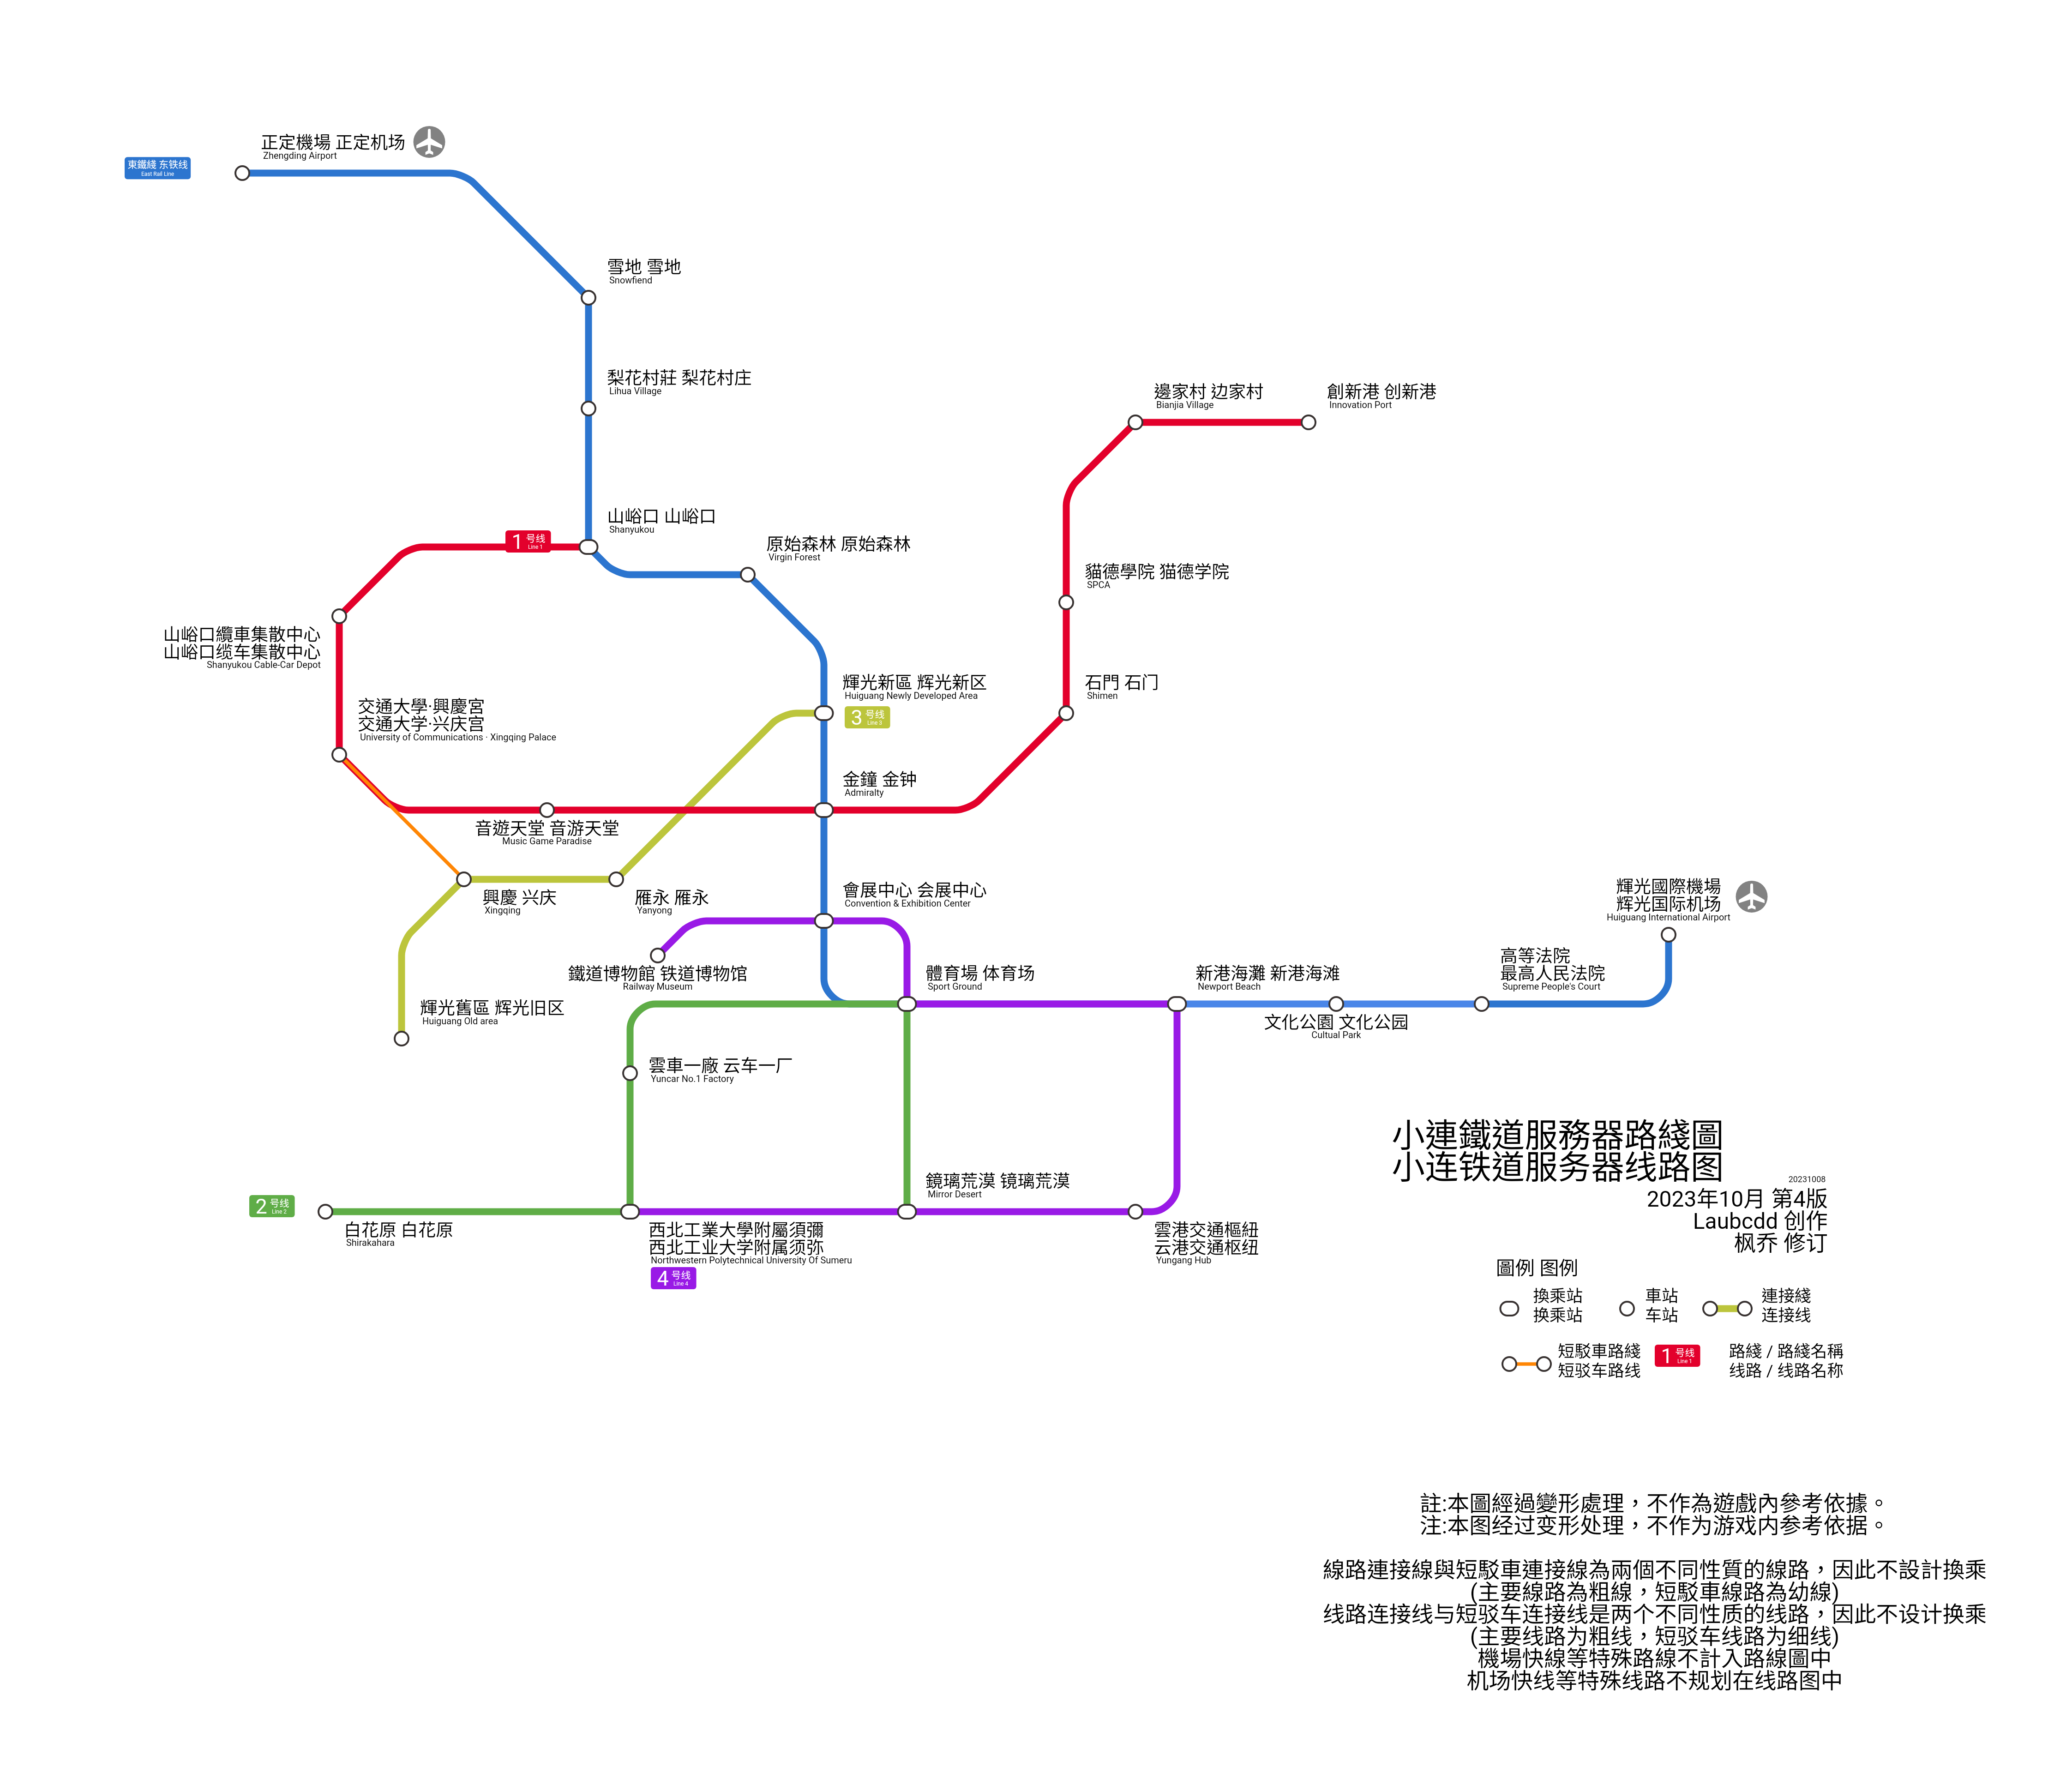 正定機場 正定机场
Zhengding Airport
東鐵綫 东铁线
East Rail Line
雪地 雪地
Snowfiend
梨花村莊 梨花村庄
Lihua Village
邊家村 边家村
Bianjia Village
創新港 创新港
Innovation Port
山峪口 山峪口
Shanyukou
1 号线
Line 1
原始森林 原始森林
Virgin Forest
貓德學院 猫德学院
SPCA
山峪口纜車集散中心
山峪口缆车集散中心
Shanyukou Cable-Car Depot
輝光新區 辉光新区
Huiguang Newly Developed Area
3 号线
Line 3
石門 石门
Shimen
交通大學·興慶宮
交通大学·兴庆宫
University of Communications · Xingqing Palace
金鐘 金钟
Admiralty
音遊天堂 音游天堂
Music Game Paradise
興慶 兴庆
Xingqing
雁永 雁永
Yanyong
會展中心 会展中心
Convention & Exhibition Center
輝光國際機場
辉光国际机场
Huiguang International Airport
鐵道博物館 铁道博物馆
Railway Museum
體育場 体育场
Sport Ground
新港海灘 新港海滩
Newport Beach
高等法院
最高人民法院
Supreme People's Court
輝光舊區 辉光旧区
Huiguang Old area
文化公園 文化公园
Cultual Park
雲車一廠 云车一厂
Yuncar No.1 Factory
鏡璃荒漠 镜璃荒漠
Mirror Desert
2 号线
Line 2
白花原 白花原
Shirakahara
西北工業大學附屬須彌
西北工业大学附属须弥
Northwestern Polytechnical University Of Sumeru
4 号线
Line 4
雲港交通樞紐
云港交通枢纽
Yungang Hub
小連鐵道服務器路綫圖
小连铁道服务器线路图
20231008
2023年10月 第4版
Laubcdd 创作
枫乔 修订
圖例 图例
換乘站
换乘站
車站
车站
連接綫
连接线
短駁車路綫
短驳车路线
1 号线
Line 1
路綫 / 路綫名稱
线路 / 线路名称
註:本圖經過變形處理，不作為遊戲內參考依據。
注:本图经过变形处理，不作为游戏内参考依据。
線路連接線與短駁車連接線為兩個不同性質的線路，因此不設計換乘
(主要線路為粗線，短駁車線路為幼線)
线路连接线与短驳车连接线是两个不同性质的线路，因此不设计换乘
(主要线路为粗线，短驳车线路为细线)
機場快線等特殊路線不計入路線圖中
机场快线等特殊线路不规划在线路图中